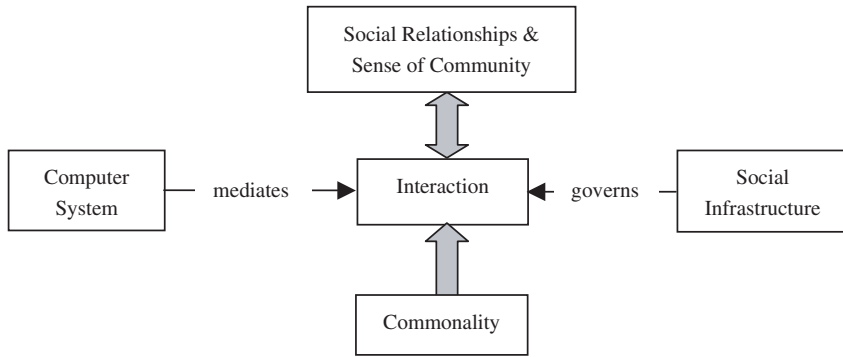 Social Relationships &
Sense of Community
Computer
System
mediates
Interaction
governs
Social
Infrastructure
Commonality